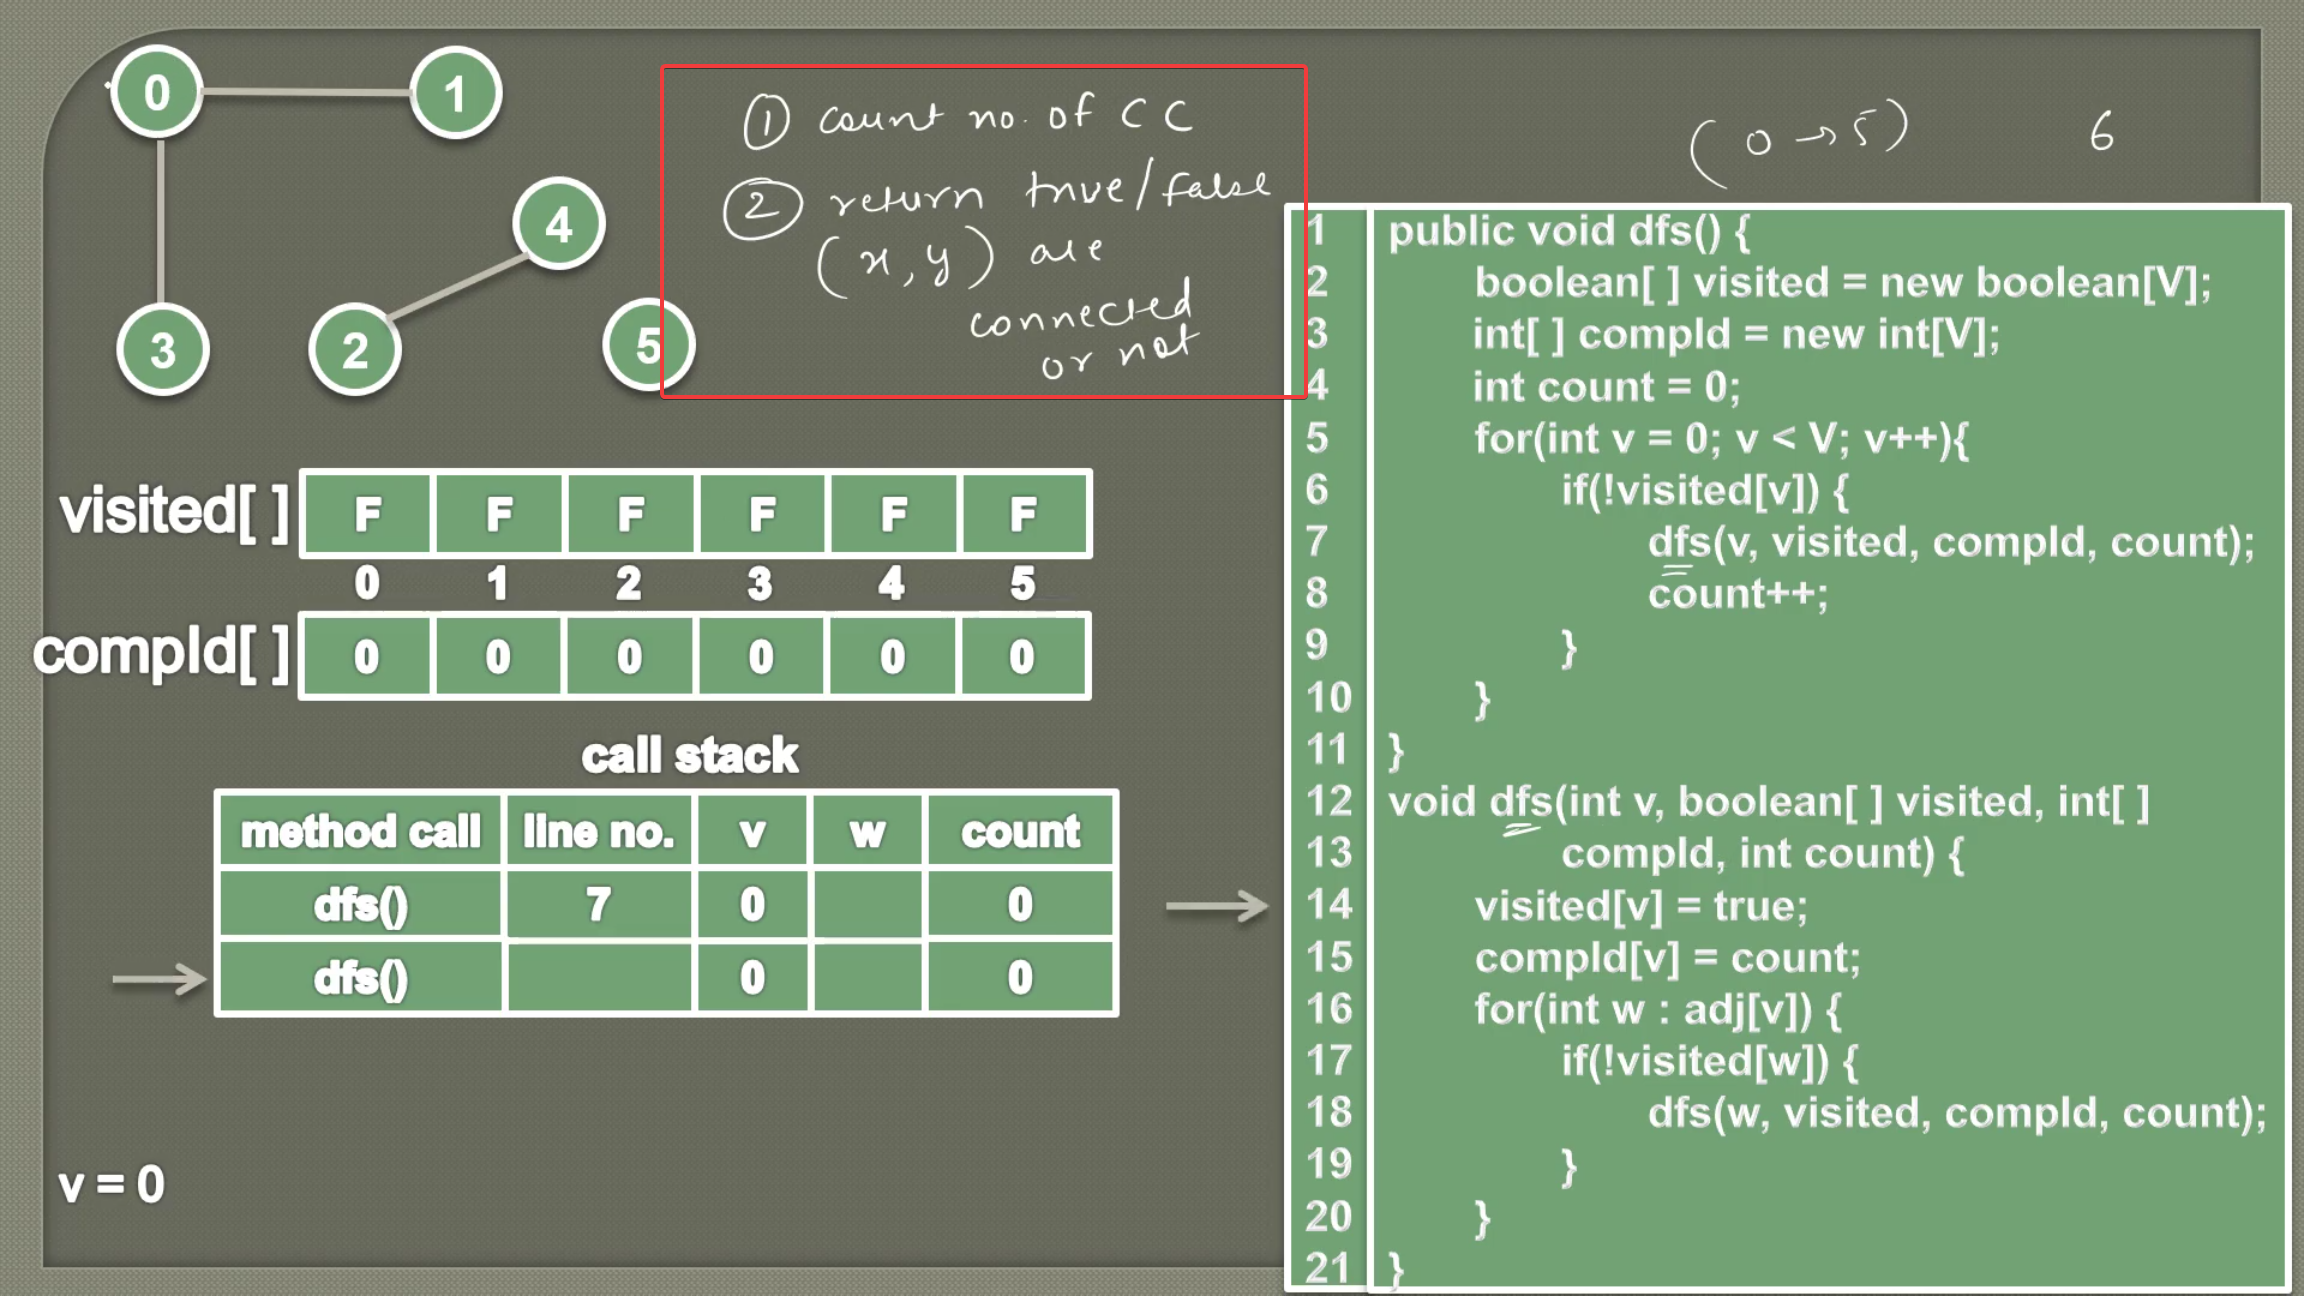 0
1
4
3
2
5
① count no. of C C
② return true/false
(x, y) are
connected
or not
(0 → 5)
6
visited[ ] F F F F F F
0 1 2 3 4 5
compId[ ] 0 0 0 0 0 0
call stack
method call line no. v w count
dfs() 7 0 0
dfs() 0 0
v = 0
1 public void dfs() {
2 boolean[ ] visited = new boolean[V];
3 int[ ] compId = new int[V];
4 int count = 0;
5 for(int v = 0; v < V; v++){
6 if(!visited[v]) {
7 dfs(v, visited, compId, count);
8 count++;
9 }
10 }
11 }
12 void dfs(int v, boolean[ ] visited, int[ ]
13 compId, int count) {
14 visited[v] = true;
15 compId[v] = count;
16 for(int w : adj[v]) {
17 if(!visited[w]) {
18 dfs(w, visited, compId, count);
19 }
20 }
21 }